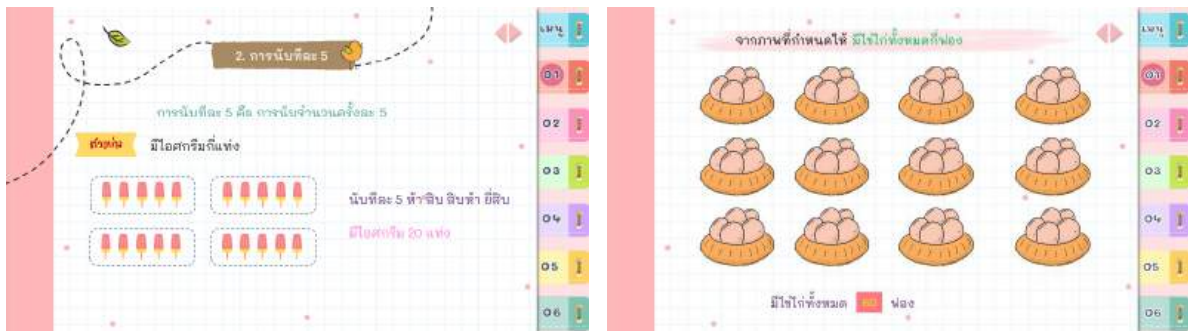 2. การนับทีละ 5
การนับทีละ 5 คือ การนับจำนวนครั้งละ 5
ตัวอย่าง
มีไอศกรีมกี่แท่ง
นับทีละ 5 ห้า สิบ สิบห้า ยี่สิบ
มีไอศกรีม 20 แท่ง
เมนู
01
02
03
04
05
06
จากภาพที่กำหนดให้ มีไข่ไก่ทั้งหมดกี่ฟอง
มีไข่ไก่ทั้งหมด 60 ฟอง
เมนู
01
02
03
04
05
06